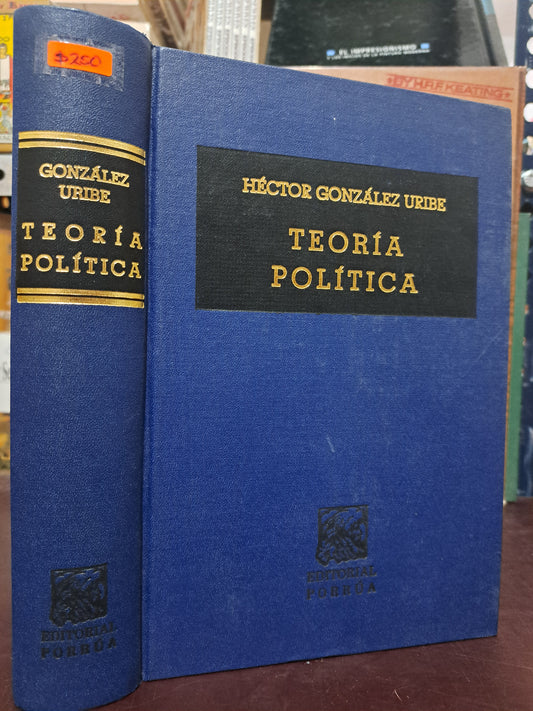 $250
GONZÁLEZ
URIBE
TEORÍA
POLÍTICA
EDITORIAL
PORRÚA
HÉCTOR GONZÁLEZ URIBE
TEORÍA
POLÍTICA
EDITORIAL
PORRÚA
EL IMPRESIONISMO
BY H.R.F. KEATING